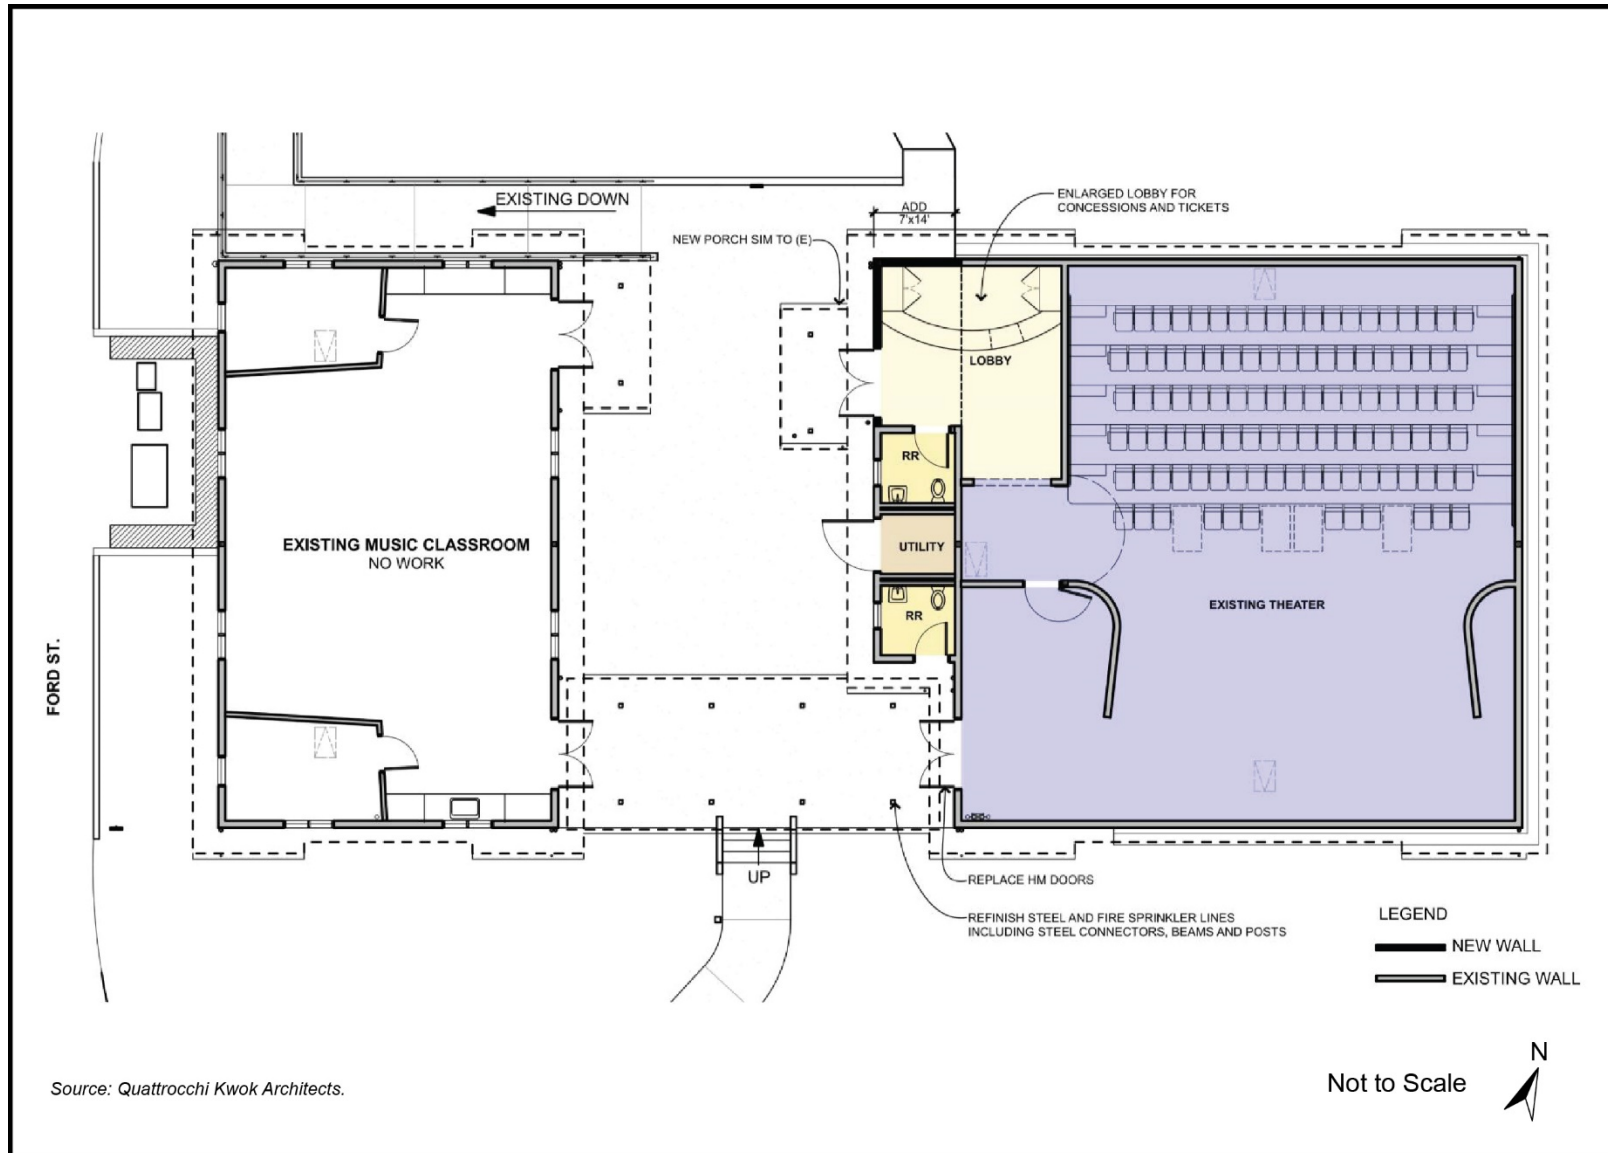 EXISTING DOWN
ADD
7'x14'
ENLARGED LOBBY FOR
CONCESSIONS AND TICKETS
NEW PORCH SIM TO (E)
LOBBY
RR
EXISTING MUSIC CLASSROOM
NO WORK
UTILITY
EXISTING THEATER
RR
FORD ST.
UP
REPLACE HM DOORS
REFINISH STEEL AND FIRE SPRINKLER LINES
INCLUDING STEEL CONNECTORS, BEAMS AND POSTS
LEGEND
NEW WALL
EXISTING WALL
N
Not to Scale
Source: Quattrocchi Kwok Architects.